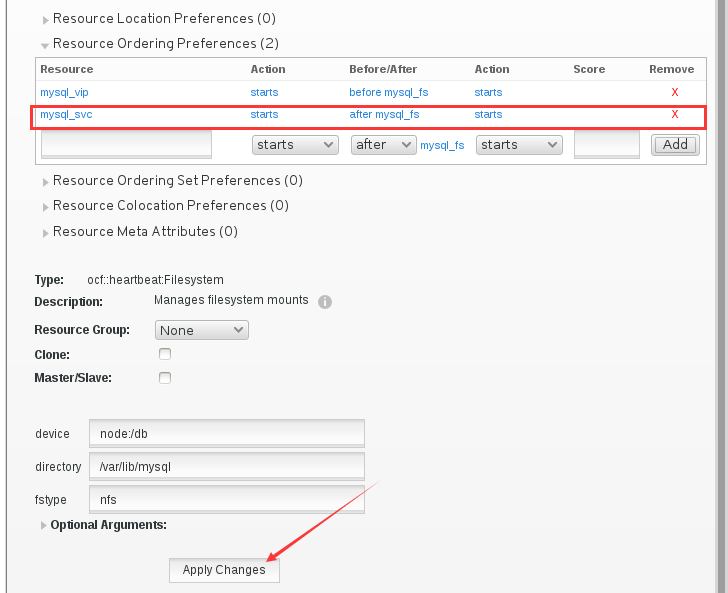 Resource Location Preferences (0)
Resource Ordering Preferences (2)
Resource Action Before/After Action Score Remove
mysql_vip starts before mysql_fs starts X
mysql_svc starts after mysql_fs starts X
starts after mysql_fs starts Add
Resource Ordering Set Preferences (0)
Resource Colocation Preferences (0)
Resource Meta Attributes (0)
Type: ocf::heartbeat:Filesystem
Description: Manages filesystem mounts i
Resource Group: None
Clone:
Master/Slave:
device node:/db
directory /var/lib/mysql
fstype nfs
Optional Arguments:
Apply Changes